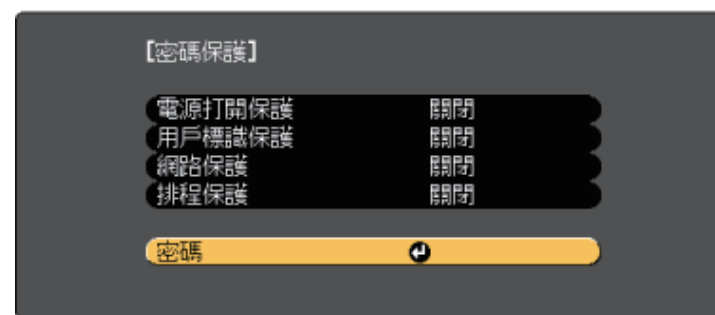 【密碼保護】
電源打開保護 關閉
用戶標識保護 關閉
網路保護 關閉
排程保護 關閉
密碼